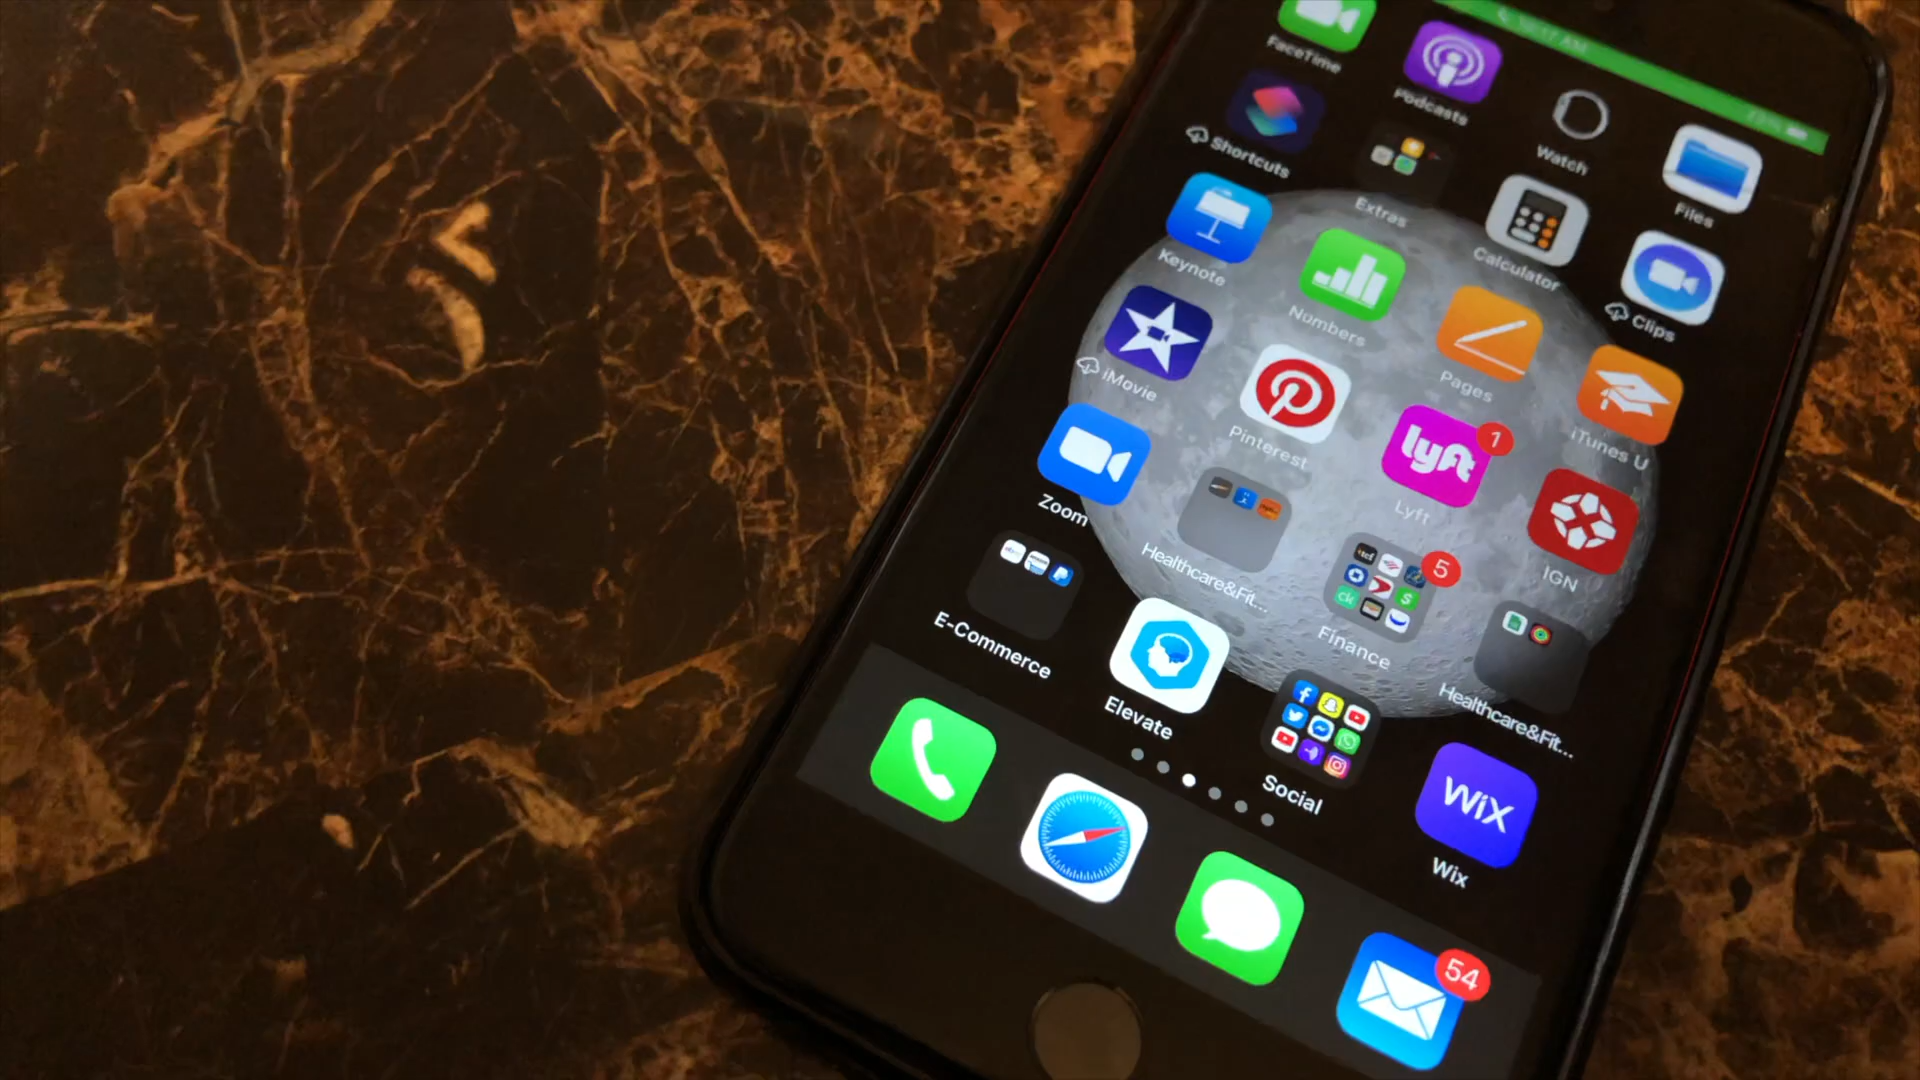 FaceTime
Podcasts
Watch
Files
Shortcuts
Extras
Calculator
Clips
Keynote
Numbers
Pages
iTunes U
iMovie
Pinterest
lyft
1
Lyft
IGN
Zoom
Healthcare&Fit...
5
Finance
Healthcare&Fit...
E-Commerce
Elevate
Social
WiX
Wix
54